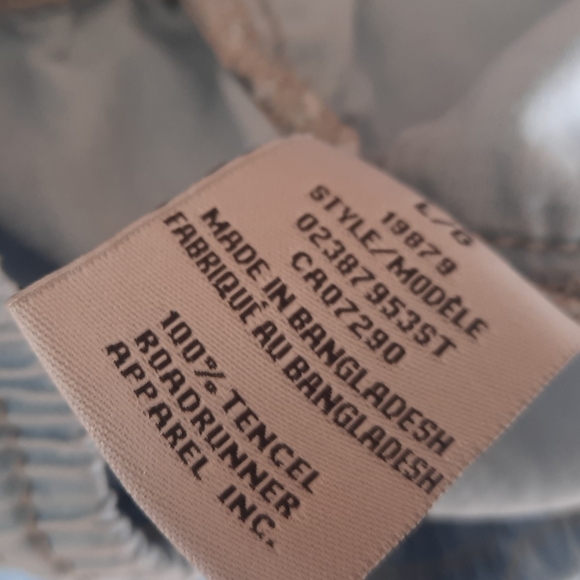 L/G
19879
STYLE/MODÈLE
02387953ST
CA07290
MADE IN BANGLADESH
FABRIQUÉ AU BANGLADESH
100% TENCEL
ROADRUNNER
APPAREL INC.